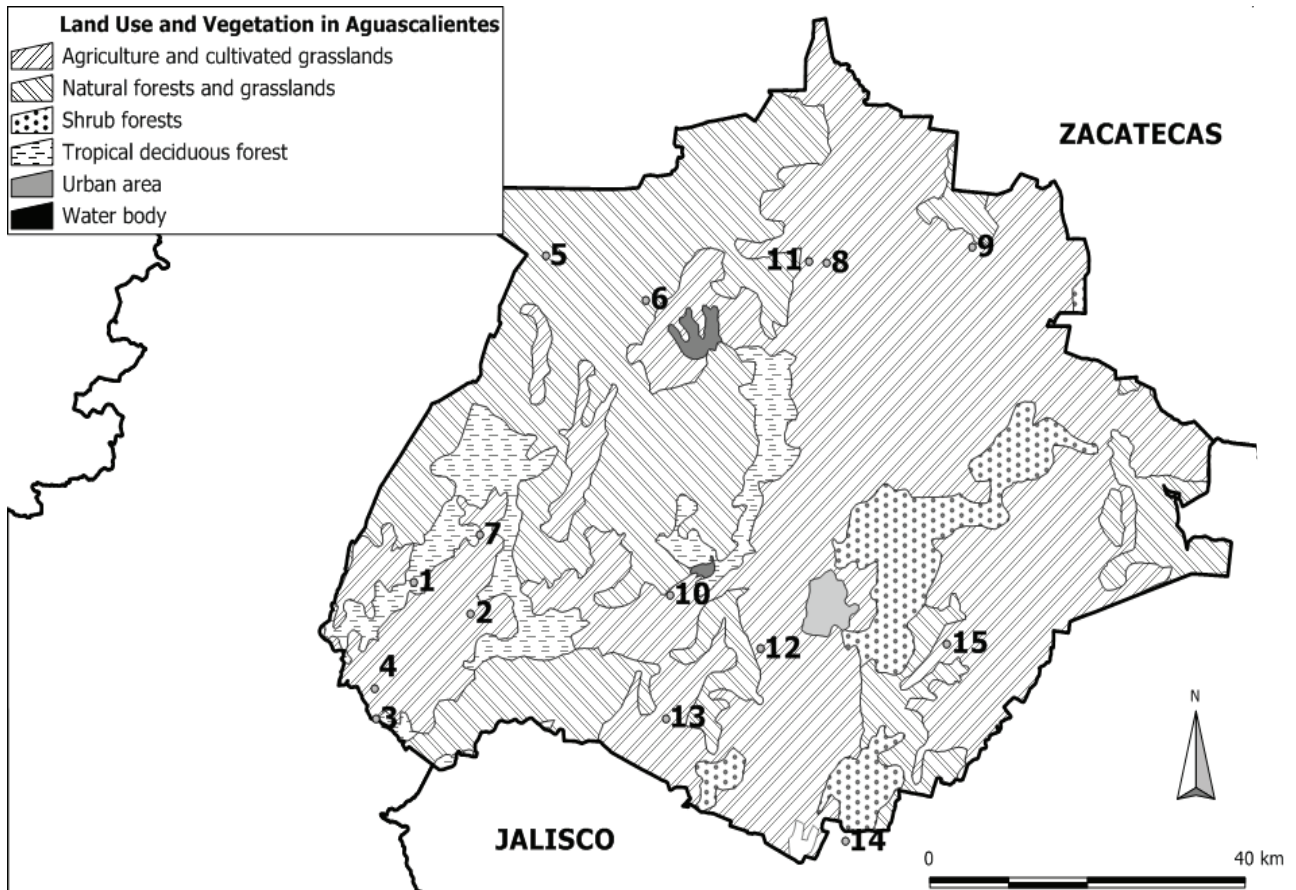 Land Use and Vegetation in Aguascalientes
Agriculture and cultivated grasslands
Natural forests and grasslands
Shrub forests
Tropical deciduous forest
Urban area
Water body
ZACATECAS
5
11
8
9
6
7
1
2
10
12
15
4
3
13
N
JALISCO
14
0
40 km